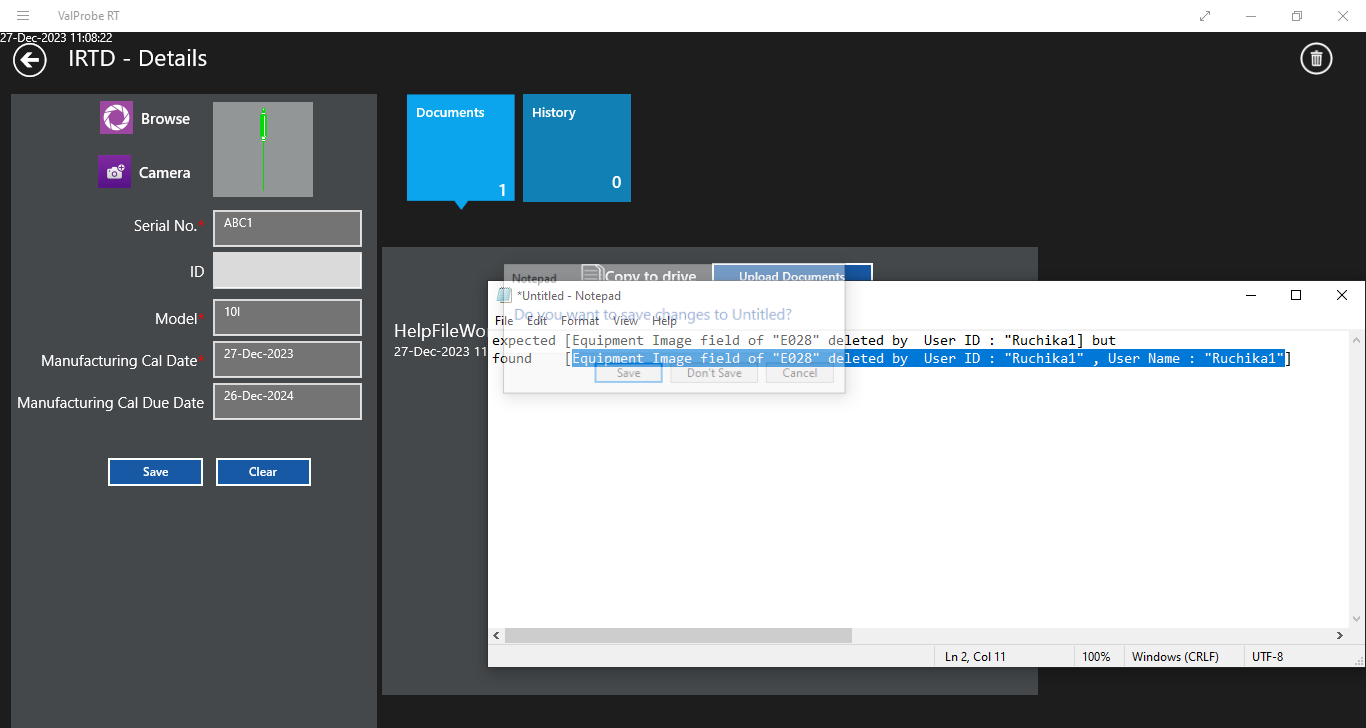 ValProbe RT
27-Dec-2023 11:08:22
IRTD - Details
Browse
Camera
Serial No.*
ABC1
ID
Model*
10I
Manufacturing Cal Date*
27-Dec-2023
Manufacturing Cal Due Date
26-Dec-2024
Save
Clear
Documents
1
History
0
Copy to drive
Upload Documents
HelpFileWo
27-Dec-2023 11
Notepad
Do you want to save changes to Untitled?
Save
Don't Save
Cancel
*Untitled - Notepad
File Edit Format View Help
expected [Equipment Image field of "E028" deleted by  User ID : "Ruchika1] but
found    [Equipment Image field of "E028" deleted by  User ID : "Ruchika1" , User Name : "Ruchika1"]
Ln 2, Col 11
100%
Windows (CRLF)
UTF-8